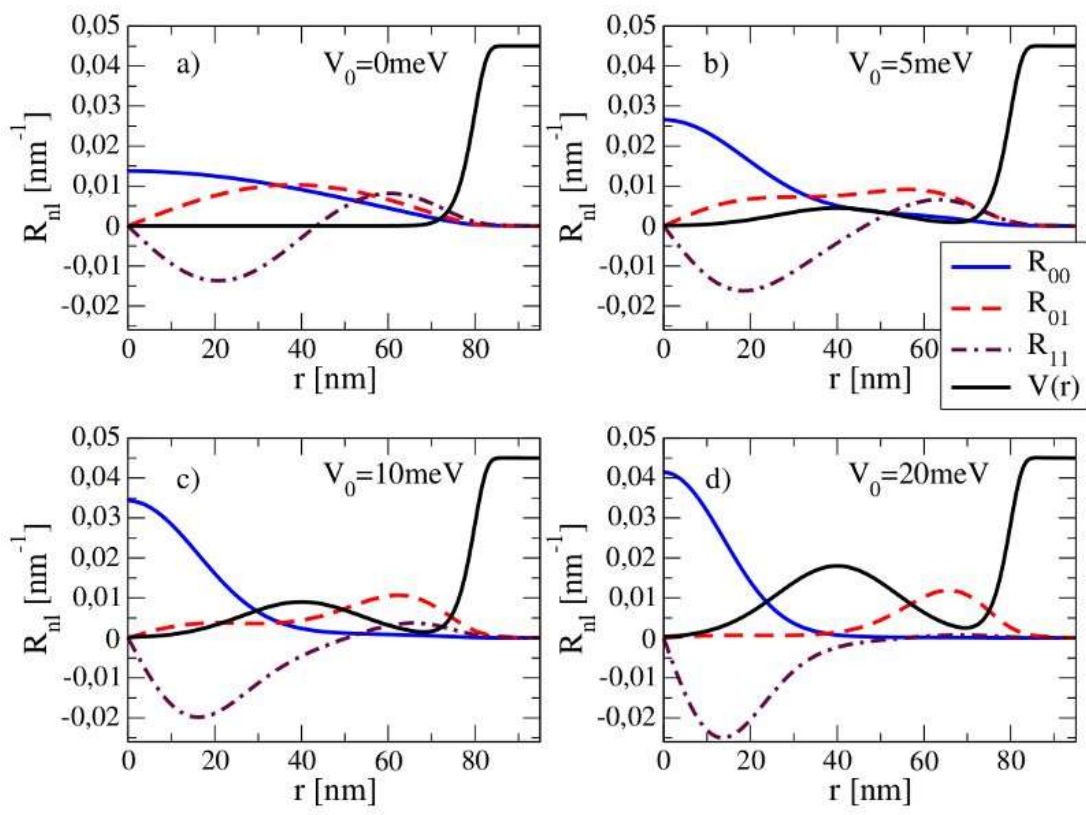 0,05
0,04
0,03
0,02
0,01
0
-0,01
-0,02
R_nl [nm^-1]
a)
V_0=0meV
0 20 40 60 80
r [nm]
0,05
0,04
0,03
0,02
0,01
0
-0,01
-0,02
R_nl [nm^-1]
b)
V_0=5meV
0 20 40 60 80
r [nm]
R_00
R_01
R_11
V(r)
0,05
0,04
0,03
0,02
0,01
0
-0,01
-0,02
R_nl [nm^-1]
c)
V_0=10meV
0 20 40 60 80
r [nm]
0,05
0,04
0,03
0,02
0,01
0
-0,01
-0,02
R_nl [nm^-1]
d)
V_0=20meV
0 20 40 60 80
r [nm]